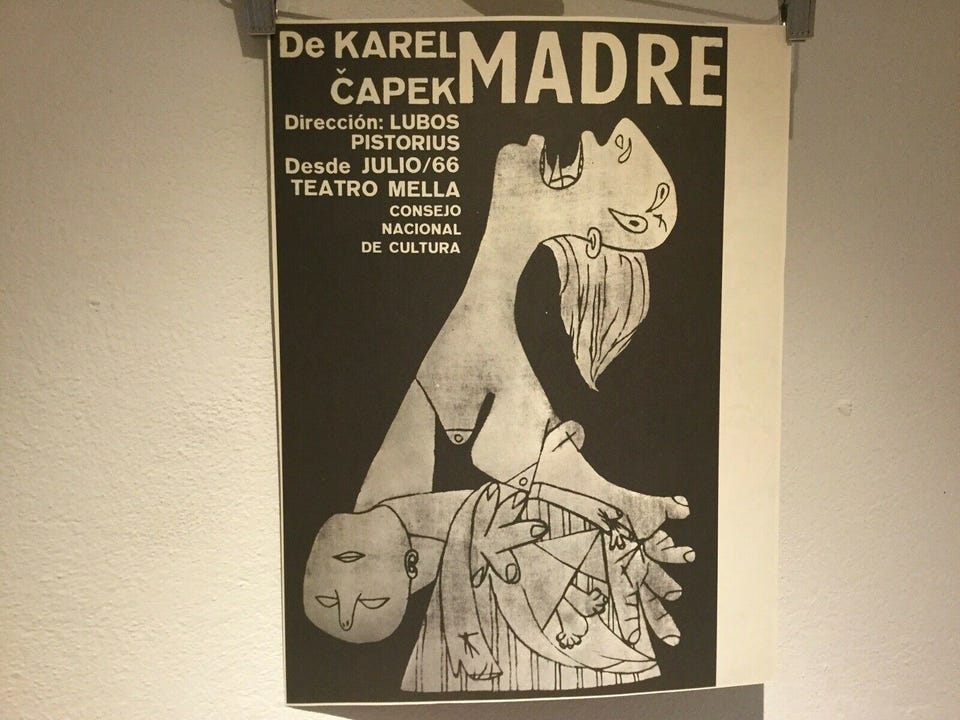 De KAREL
ČAPEK
MADRE
Dirección: LUBOS
PISTORIUS
Desde JULIO/66
TEATRO MELLA
CONSEJO
NACIONAL
DE CULTURA